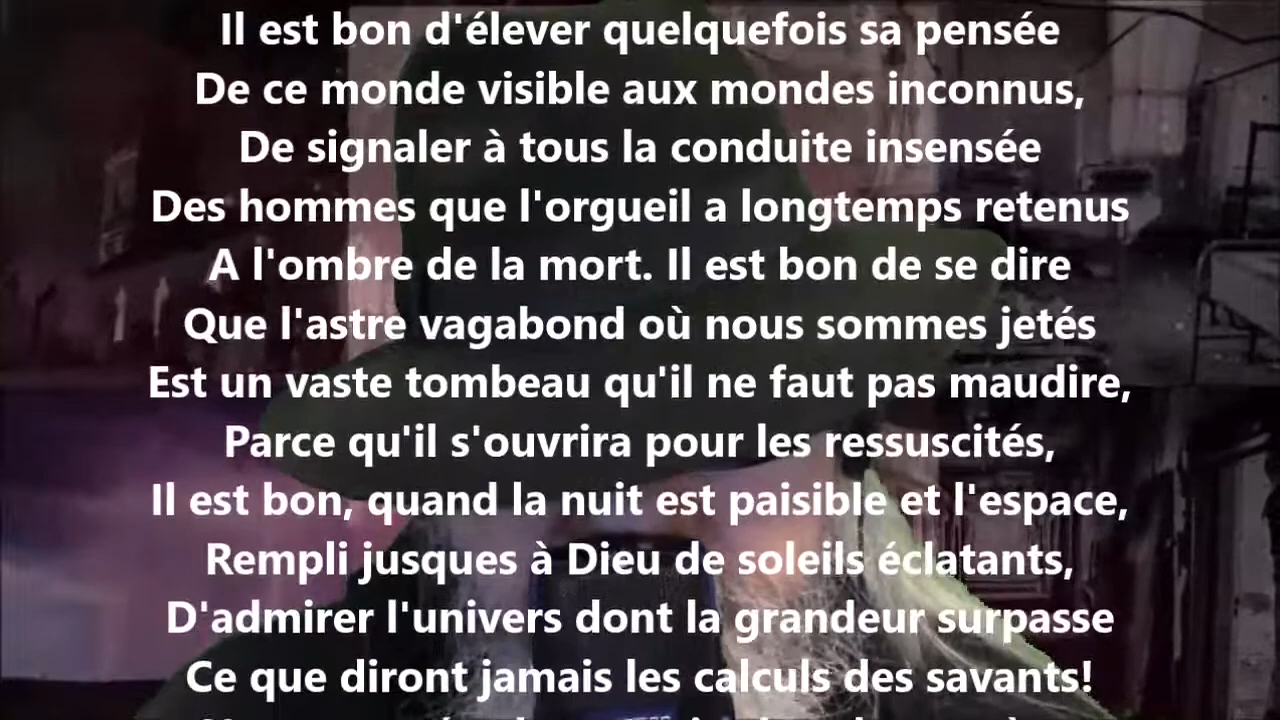 Il est bon d'élever quelquefois sa pensée
De ce monde visible aux mondes inconnus,
De signaler à tous la conduite insensée
Des hommes que l'orgueil a longtemps retenus
A l'ombre de la mort. Il est bon de se dire
Que l'astre vagabond où nous sommes jetés
Est un vaste tombeau qu'il ne faut pas maudire,
Parce qu'il s'ouvrira pour les ressuscités,
Il est bon, quand la nuit est paisible et l'espace,
Rempli jusques à Dieu de soleils éclatants,
D'admirer l'univers dont la grandeur surpasse
Ce que diront jamais les calculs des savants!